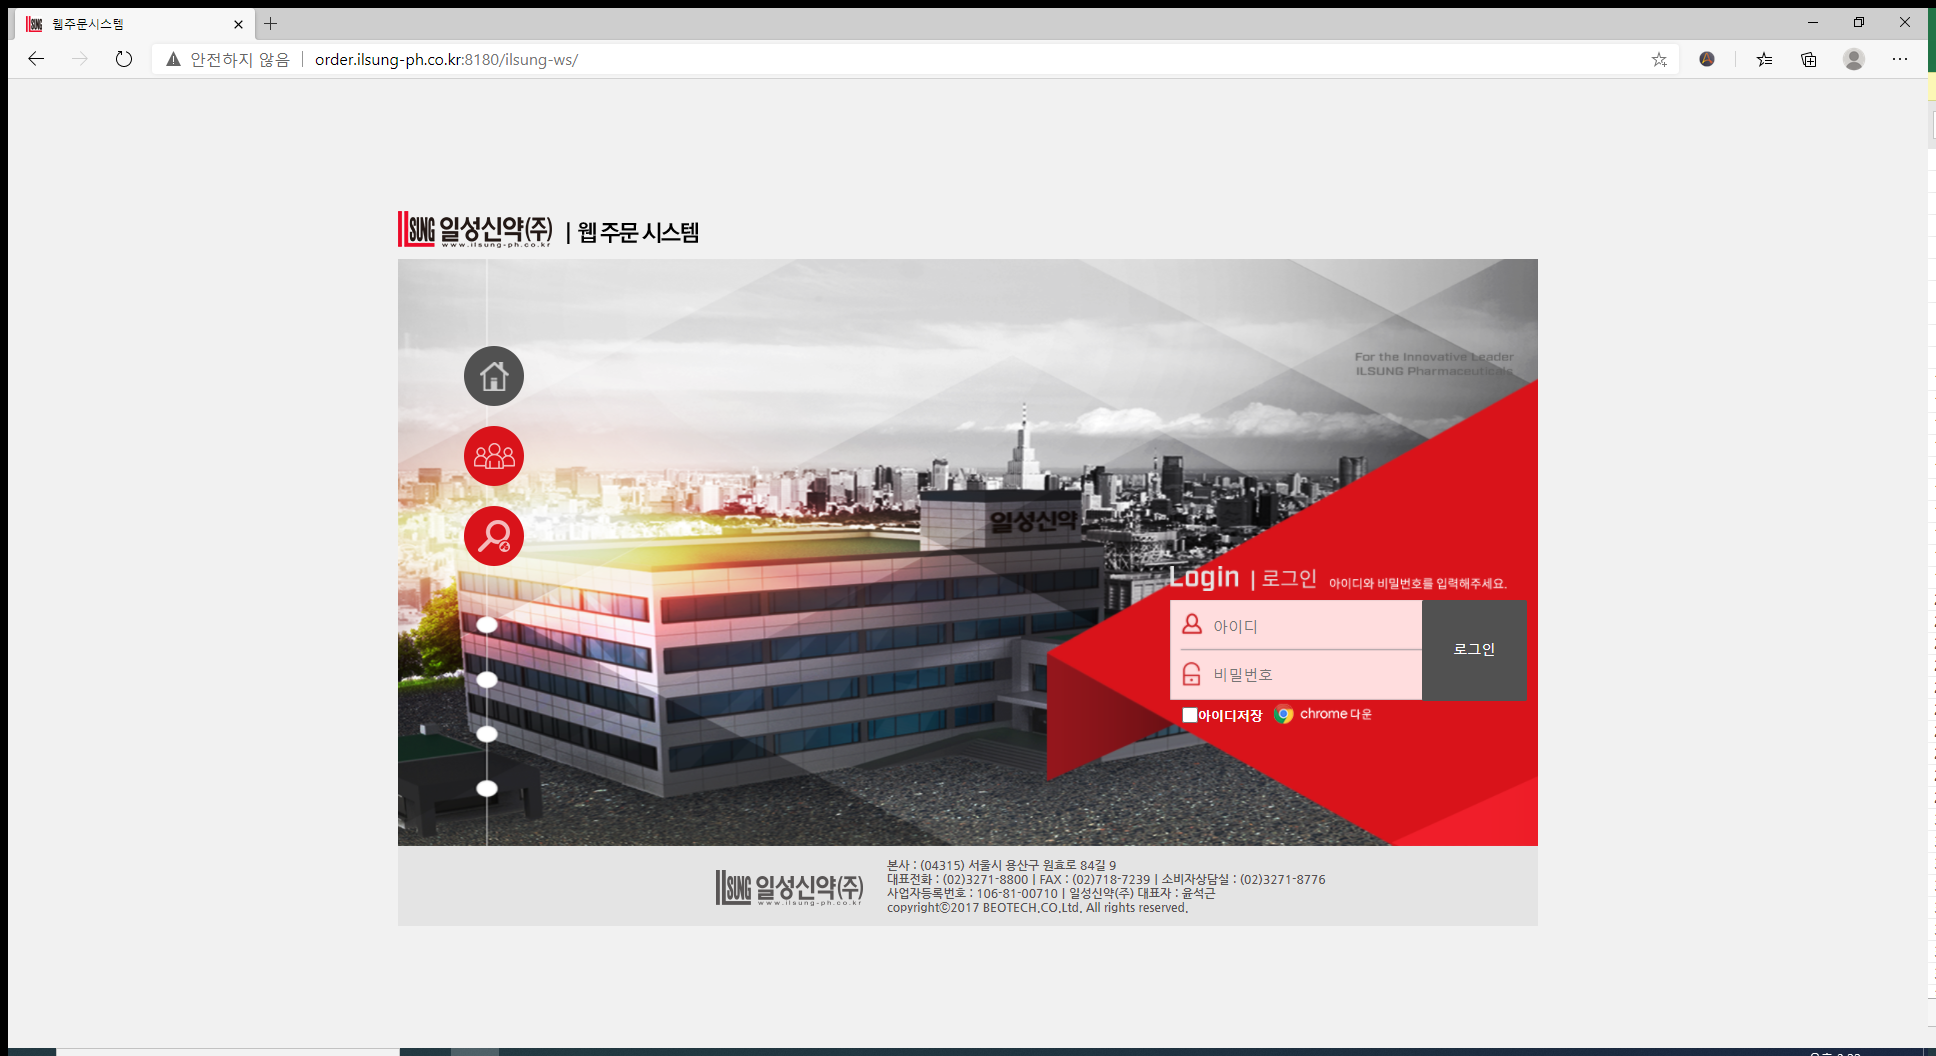 웹주문시스템
안전하지 않음
order.ilsung-ph.co.kr:8180/ilsung-ws/
ILSUNG 일성신약(주) | 웹 주문 시스템
www.ilsung-ph.co.kr
For the Innovative Leader
ILSUNG Pharmaceuticals
일성신약
Login | 로그인 아이디와 비밀번호를 입력해주세요.
아이디
비밀번호
로그인
아이디저장 chrome 다운
ILSUNG 일성신약(주)
www.ilsung-ph.co.kr
본사 : (04315) 서울시 용산구 원효로 84길 9
대표전화 : (02)3271-8800 | FAX : (02)718-7239 | 소비자상담실 : (02)3271-8776
사업자등록번호 : 106-81-00710 | 일성신약(주) 대표자 : 윤석근
copyrightⓒ2017 BEOTECH.CO.Ltd. All rights reserved.